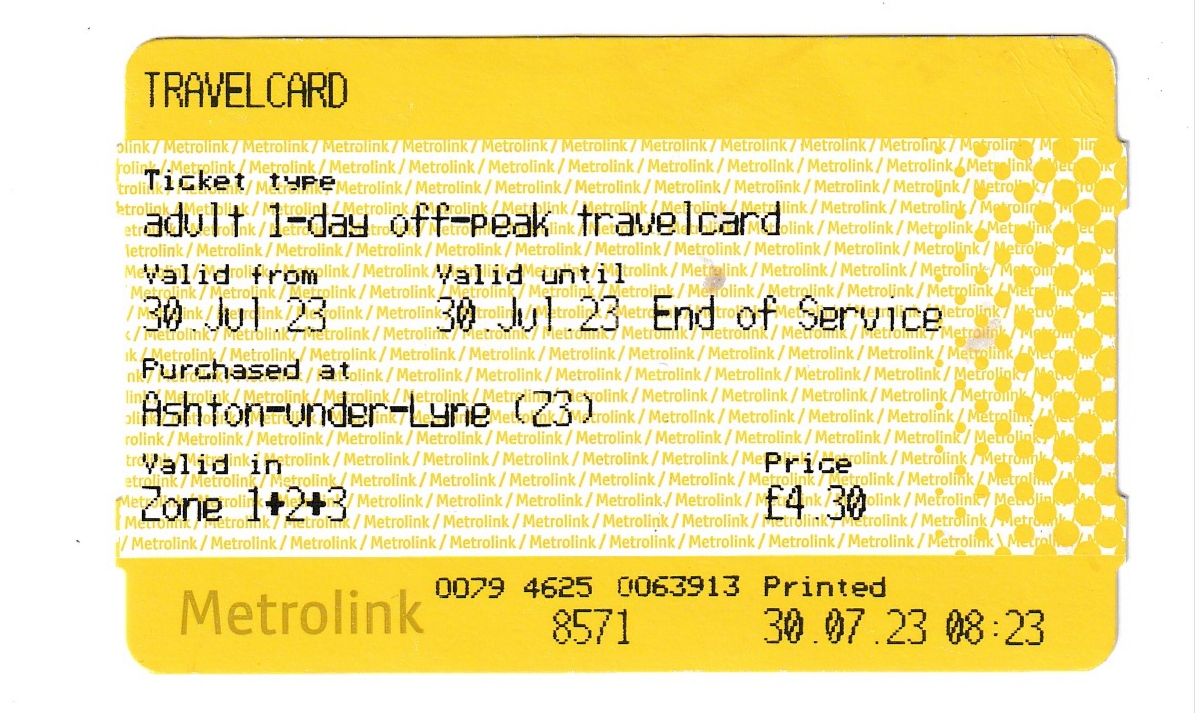 TRAVELCARD
Ticket type
adult 1-day off-peak travelcard
Valid from Valid until
30.Jul.23 30.Jul.23 End of Service
Purchased at
Ashton-under-Lyne (23)
Valid in Price
Zone 1+2+3 £4.30
Metrolink 0079 4625 0063913 Printed
8571 30.07.23 08:23